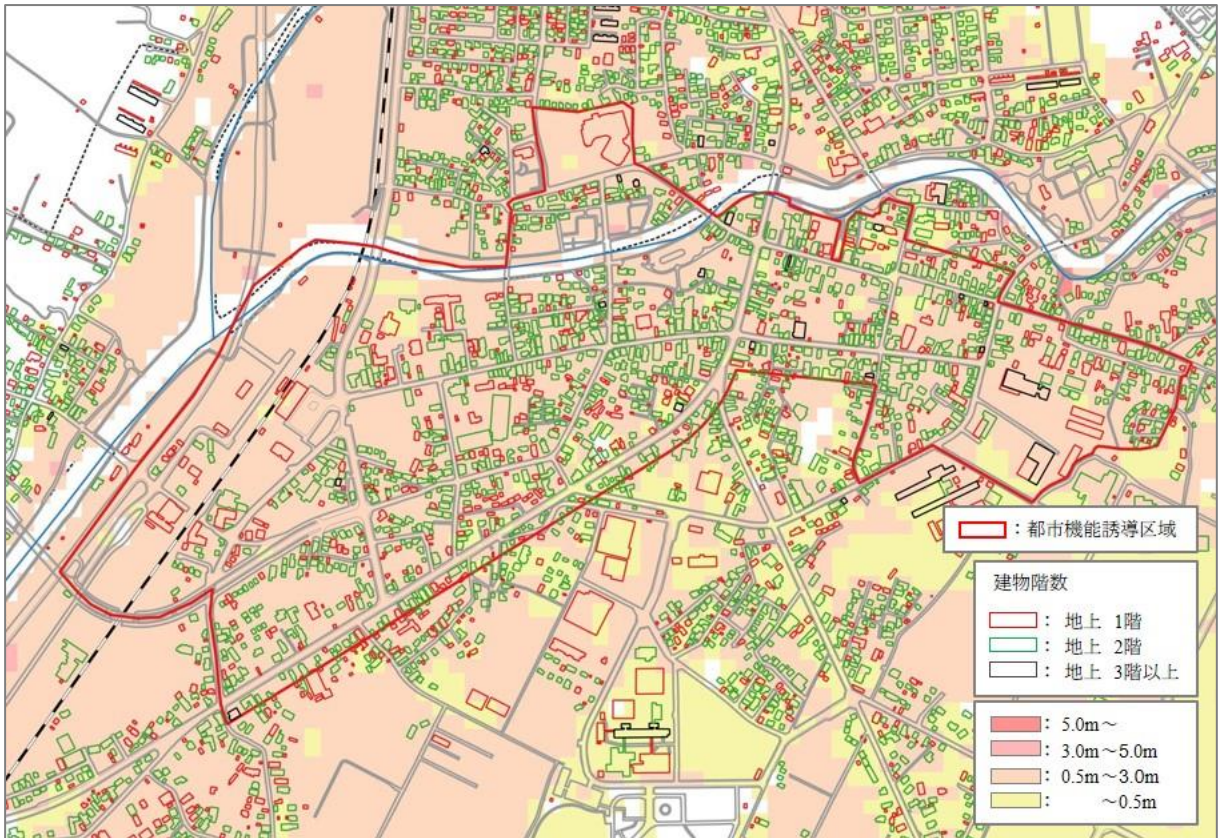 ：都市機能誘導区域
建物階数
： 地上 1階
： 地上 2階
： 地上 3階以上
： 5.0m～
： 3.0m～5.0m
： 0.5m～3.0m
： ～0.5m